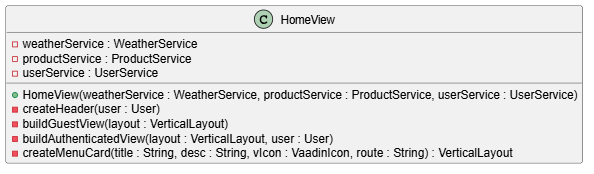 C HomeView
weatherService : WeatherService
productService : ProductService
userService : UserService
HomeView(weatherService : WeatherService, productService : ProductService, userService : UserService)
createHeader(user : User)
buildGuestView(layout : VerticalLayout)
buildAuthenticatedView(layout : VerticalLayout, user : User)
createMenuCard(title : String, desc : String, vIcon : VaadinIcon, route : String) : VerticalLayout